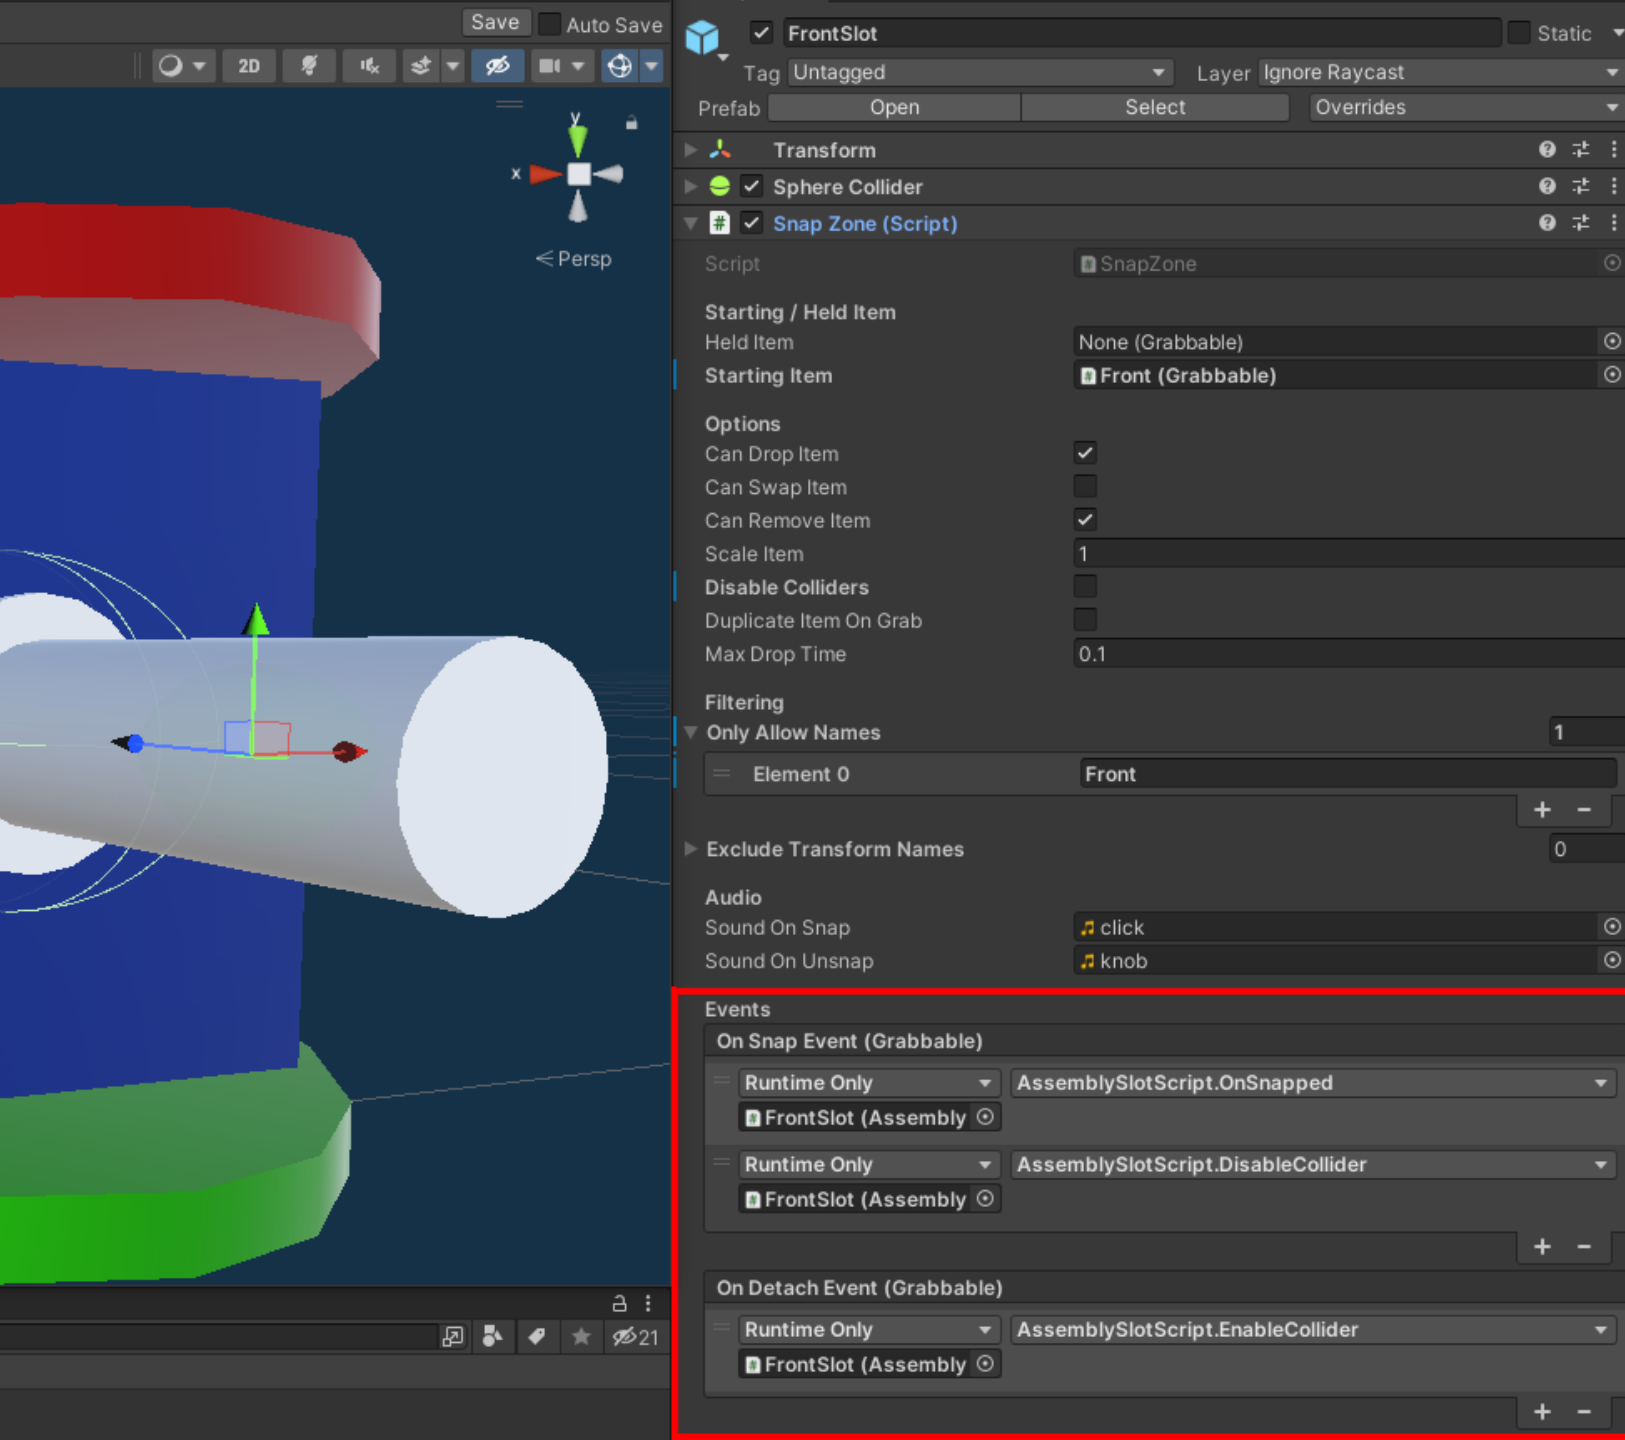 Save Auto Save
2D
y
x
Persp
21
FrontSlot Static
Tag Untagged Layer Ignore Raycast
Prefab Open Select Overrides
Transform
Sphere Collider
# Snap Zone (Script)
Script SnapZone
Starting / Held Item
Held Item None (Grabbable)
Starting Item Front (Grabbable)
Options
Can Drop Item
Can Swap Item
Can Remove Item
Scale Item 1
Disable Colliders
Duplicate Item On Grab
Max Drop Time 0.1
Filtering
Only Allow Names 1
Element 0 Front
+ −
Exclude Transform Names 0
Audio
Sound On Snap click
Sound On Unsnap knob
Events
On Snap Event (Grabbable)
Runtime Only AssemblySlotScript.OnSnapped
FrontSlot (Assembly
Runtime Only AssemblySlotScript.DisableCollider
FrontSlot (Assembly
+ −
On Detach Event (Grabbable)
Runtime Only AssemblySlotScript.EnableCollider
FrontSlot (Assembly
+ −